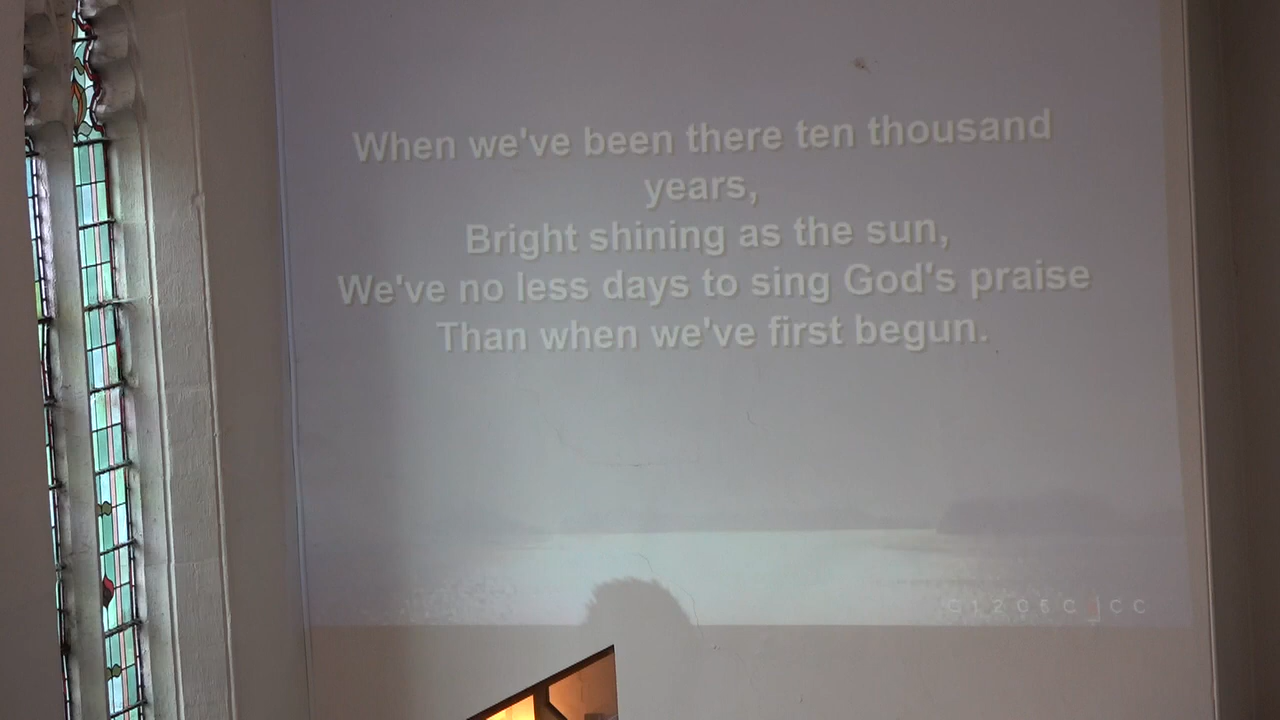 When we've been there ten thousand
years,
Bright shining as the sun,
We've no less days to sing God's praise
Than when we've first begun.